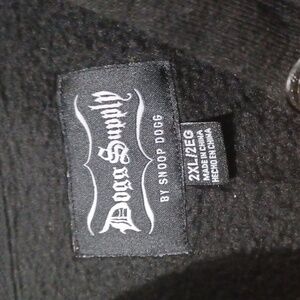 Dogg Supply
BY SNOOP DOGG
2XL/2EG
MADE IN CHINA
HECHO EN CHINA